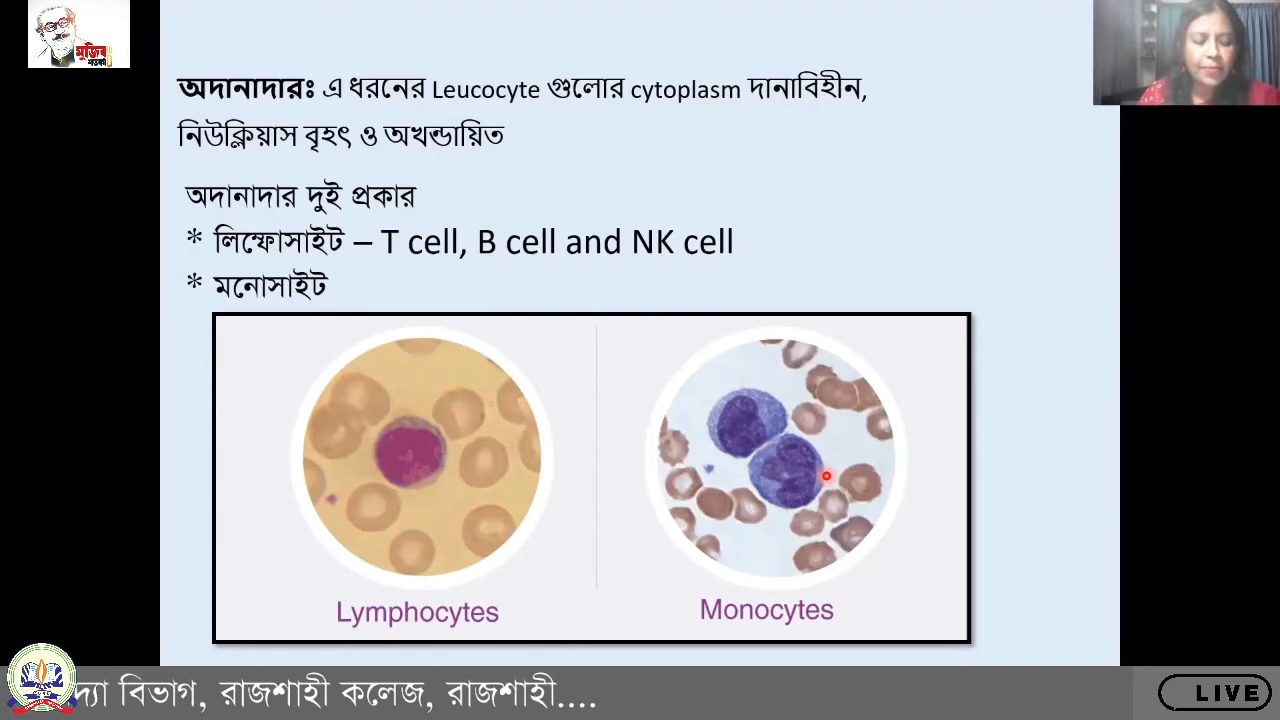 মুজিব
শতবর্ষ
অদানাদারঃ এ ধরনের Leucocyte গুলোর cytoplasm দানাবিহীন,
নিউক্লিয়াস বৃহৎ ও অখন্ডায়িত
অদানাদার দুই প্রকার
* লিম্ফোসাইট – T cell, B cell and NK cell
* মনোসাইট
Lymphocytes
Monocytes
দ্যা বিভাগ, রাজশাহী কলেজ, রাজশাহী....
LIVE